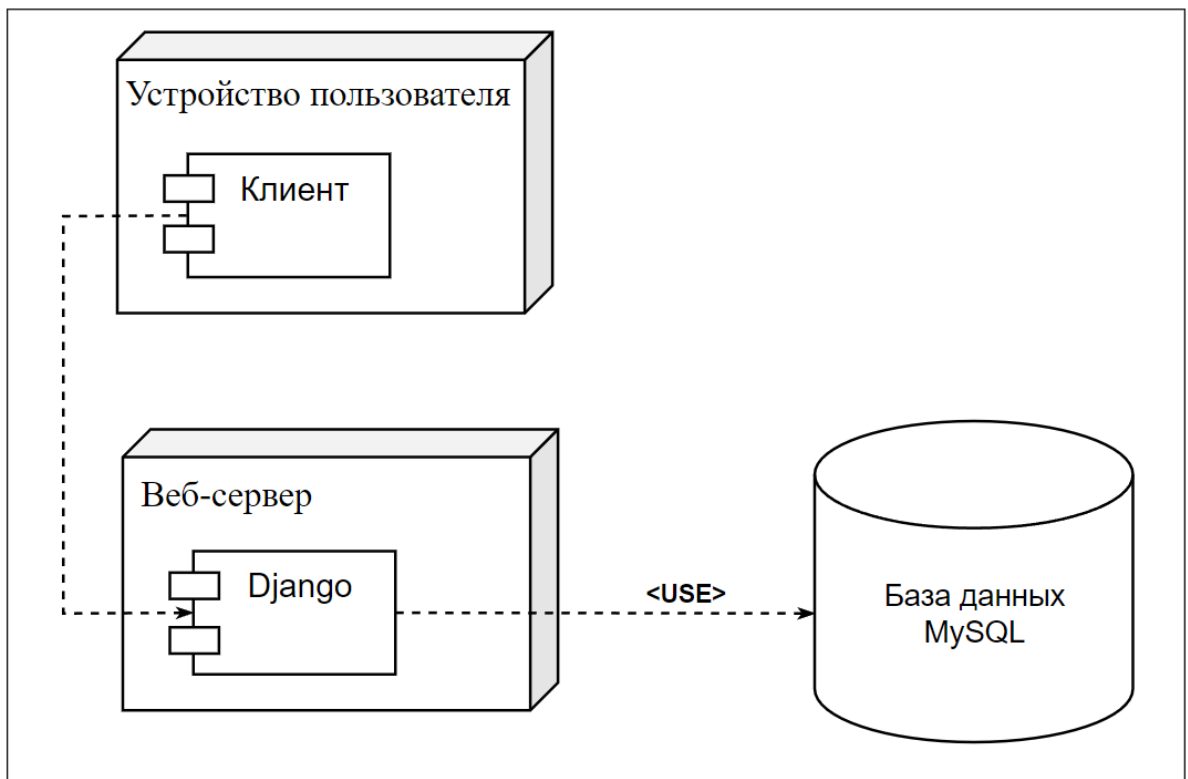 Устройство пользователя
Клиент
Веб-сервер
Django
<USE>
База данных
MySQL